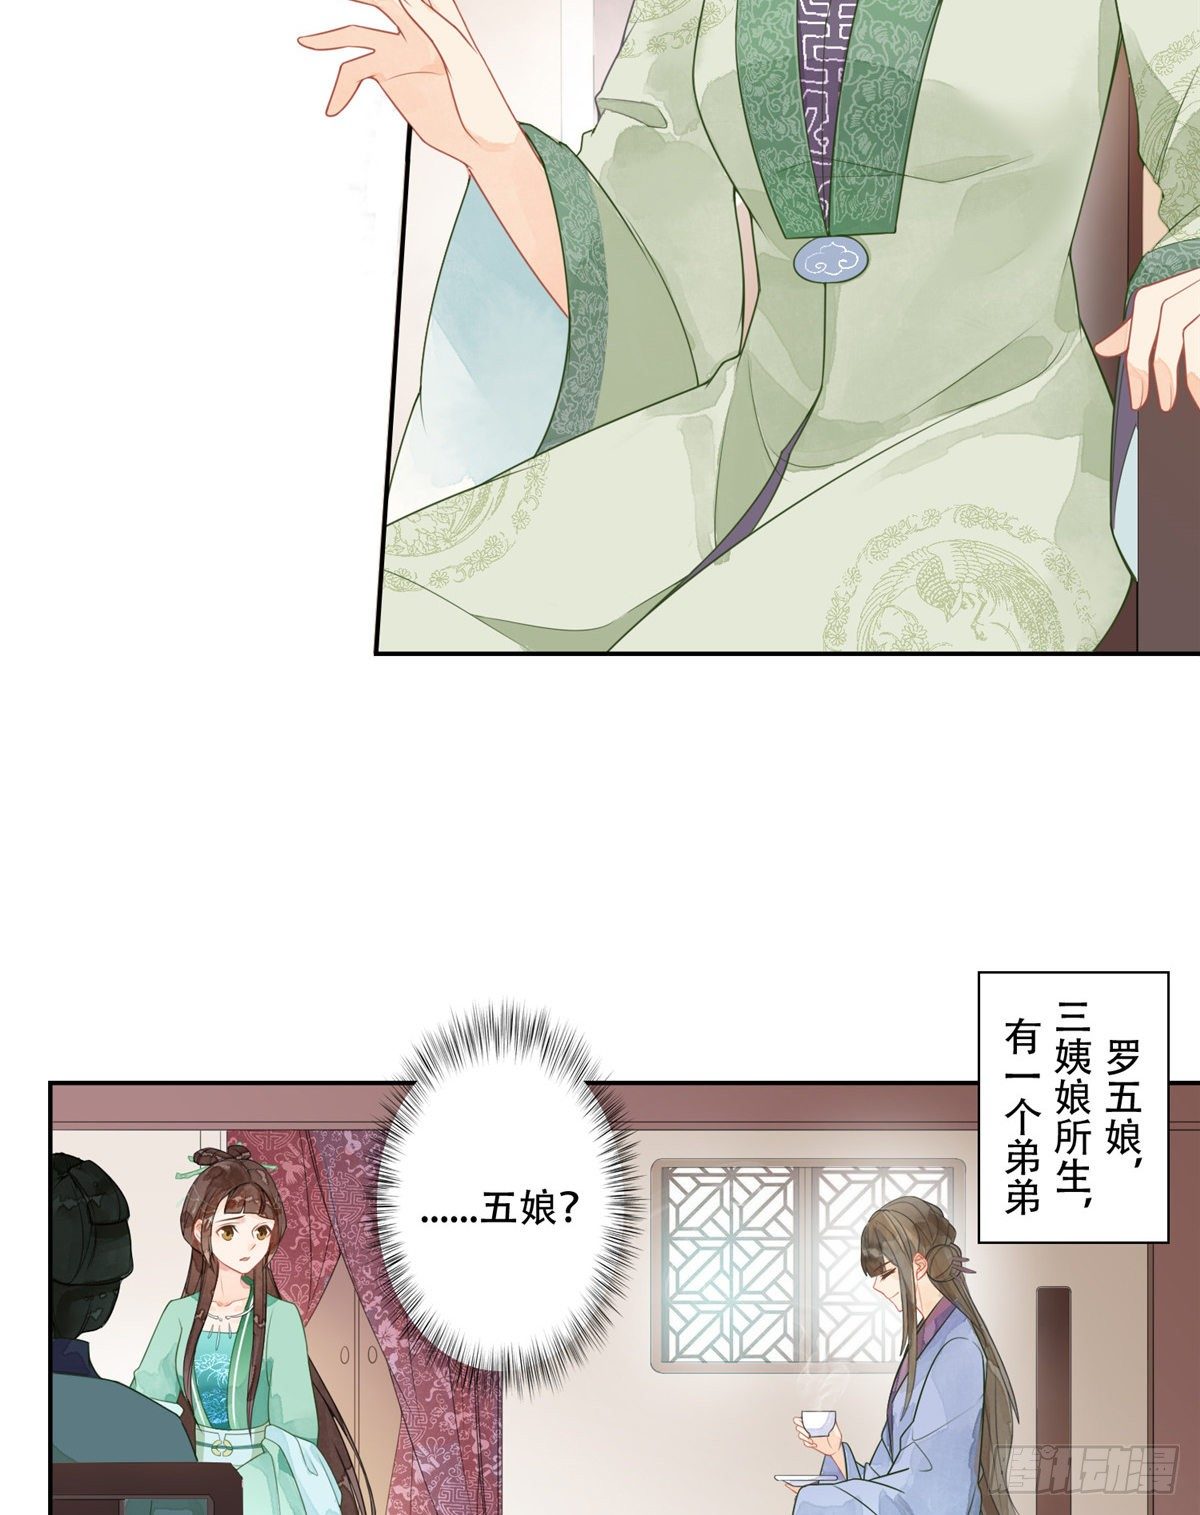 罗五娘，
三姨娘所生，
有一个弟弟
……五娘？
腾讯动漫